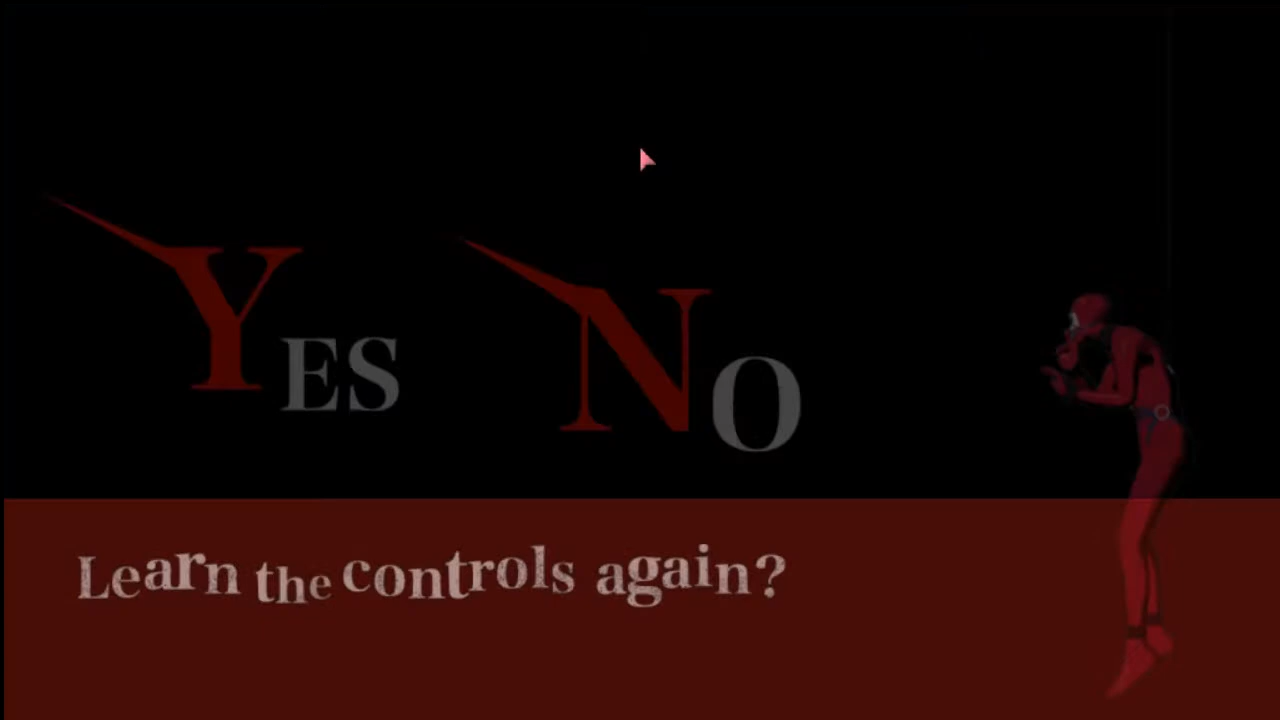 Yes No
Learn the controls again?